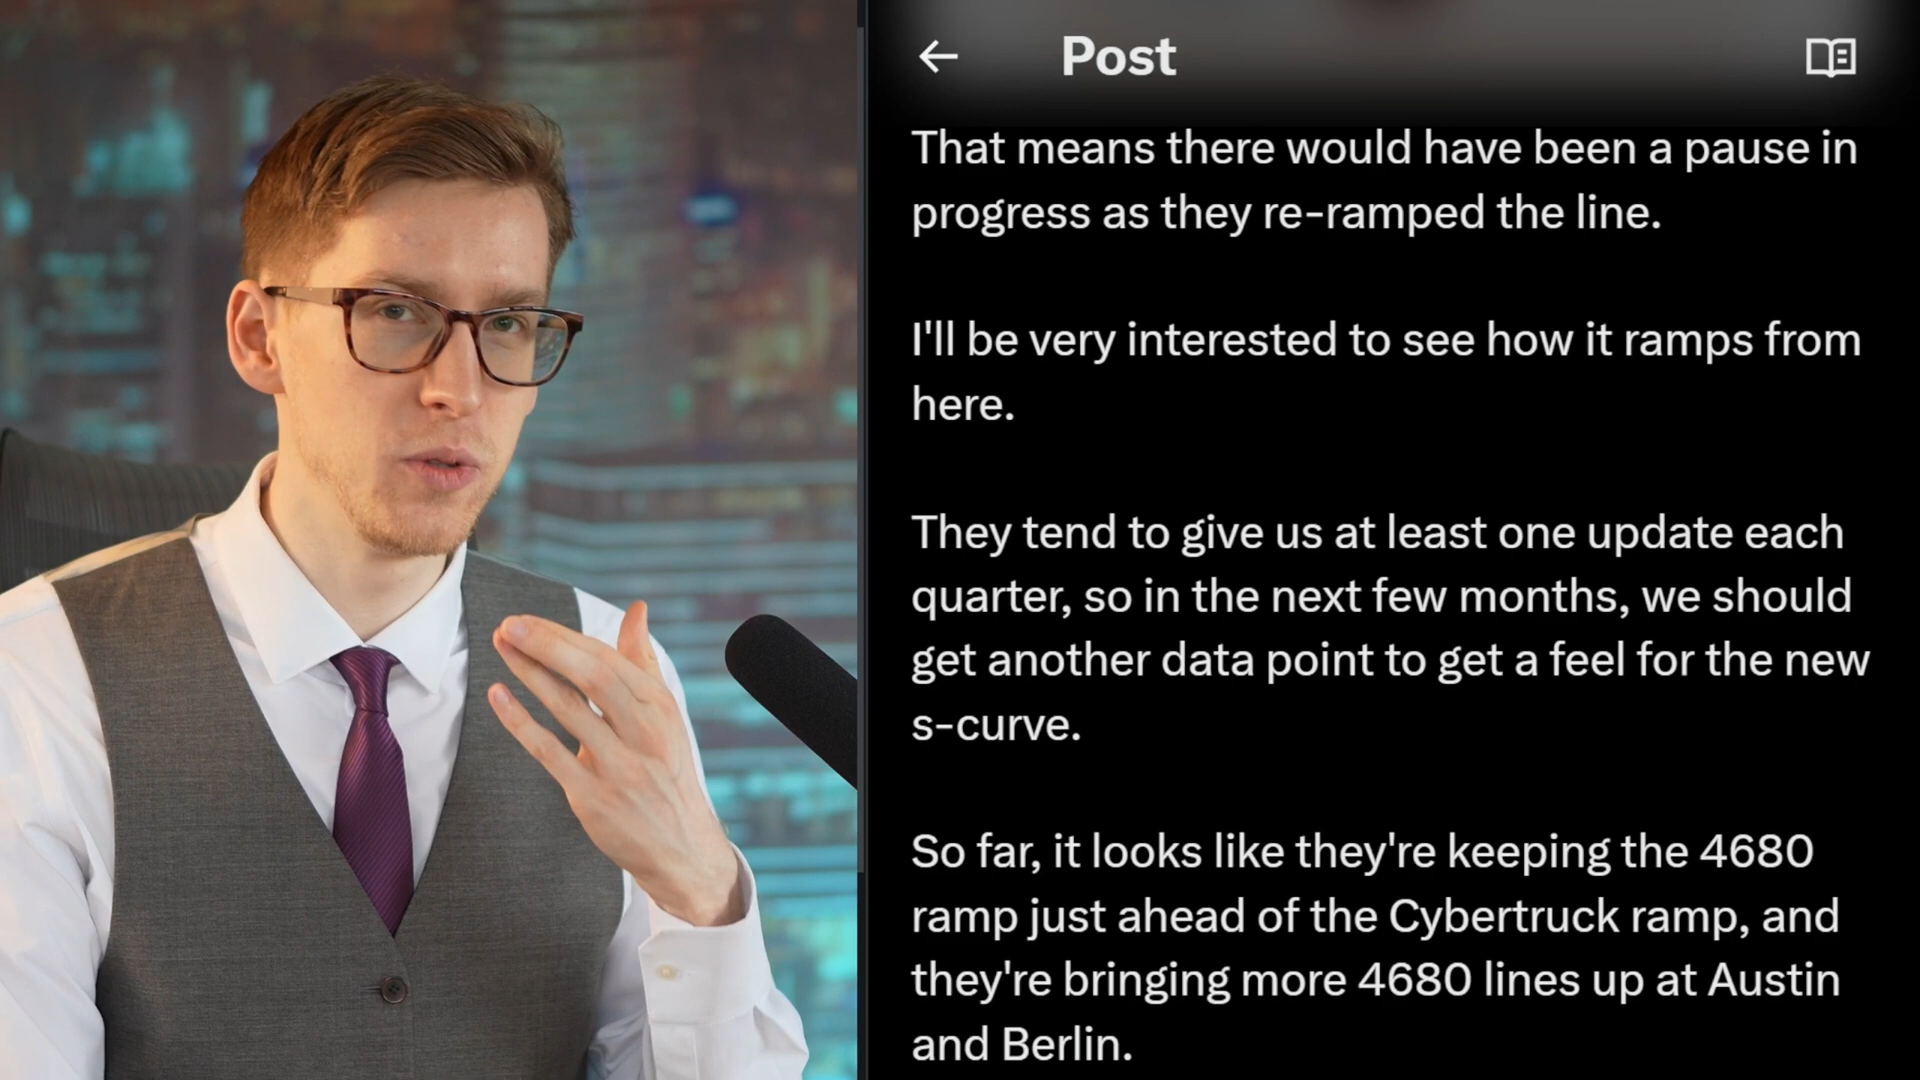 Post
That means there would have been a pause in
progress as they re-ramped the line.
I'll be very interested to see how it ramps from
here.
They tend to give us at least one update each
quarter, so in the next few months, we should
get another data point to get a feel for the new
s-curve.
So far, it looks like they're keeping the 4680
ramp just ahead of the Cybertruck ramp, and
they're bringing more 4680 lines up at Austin
and Berlin.